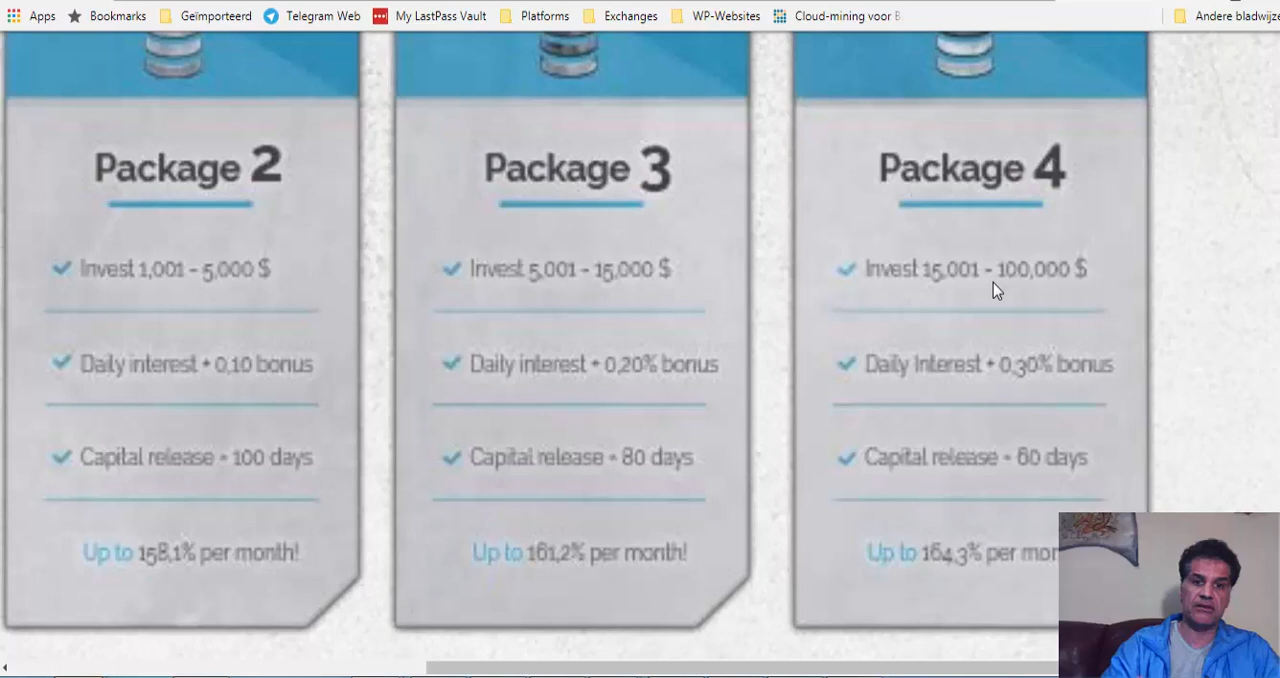 Apps Bookmarks Geïmporteerd Telegram Web My LastPass Vault Platforms Exchanges WP-Websites Cloud-mining voor B Andere bladwijze
Package 2
Invest 1,001 - 5,000 $
Daily interest + 0,10 bonus
Capital release - 100 days
Up to 158,1% per month!
Package 3
Invest 5,001 - 15,000 $
Daily interest + 0,20% bonus
Capital release - 80 days
Up to 161,2% per month!
Package 4
Invest 15,001 - 100,000 $
Daily Interest + 0,30% bonus
Capital release - 60 days
Up to 164,3% per mor